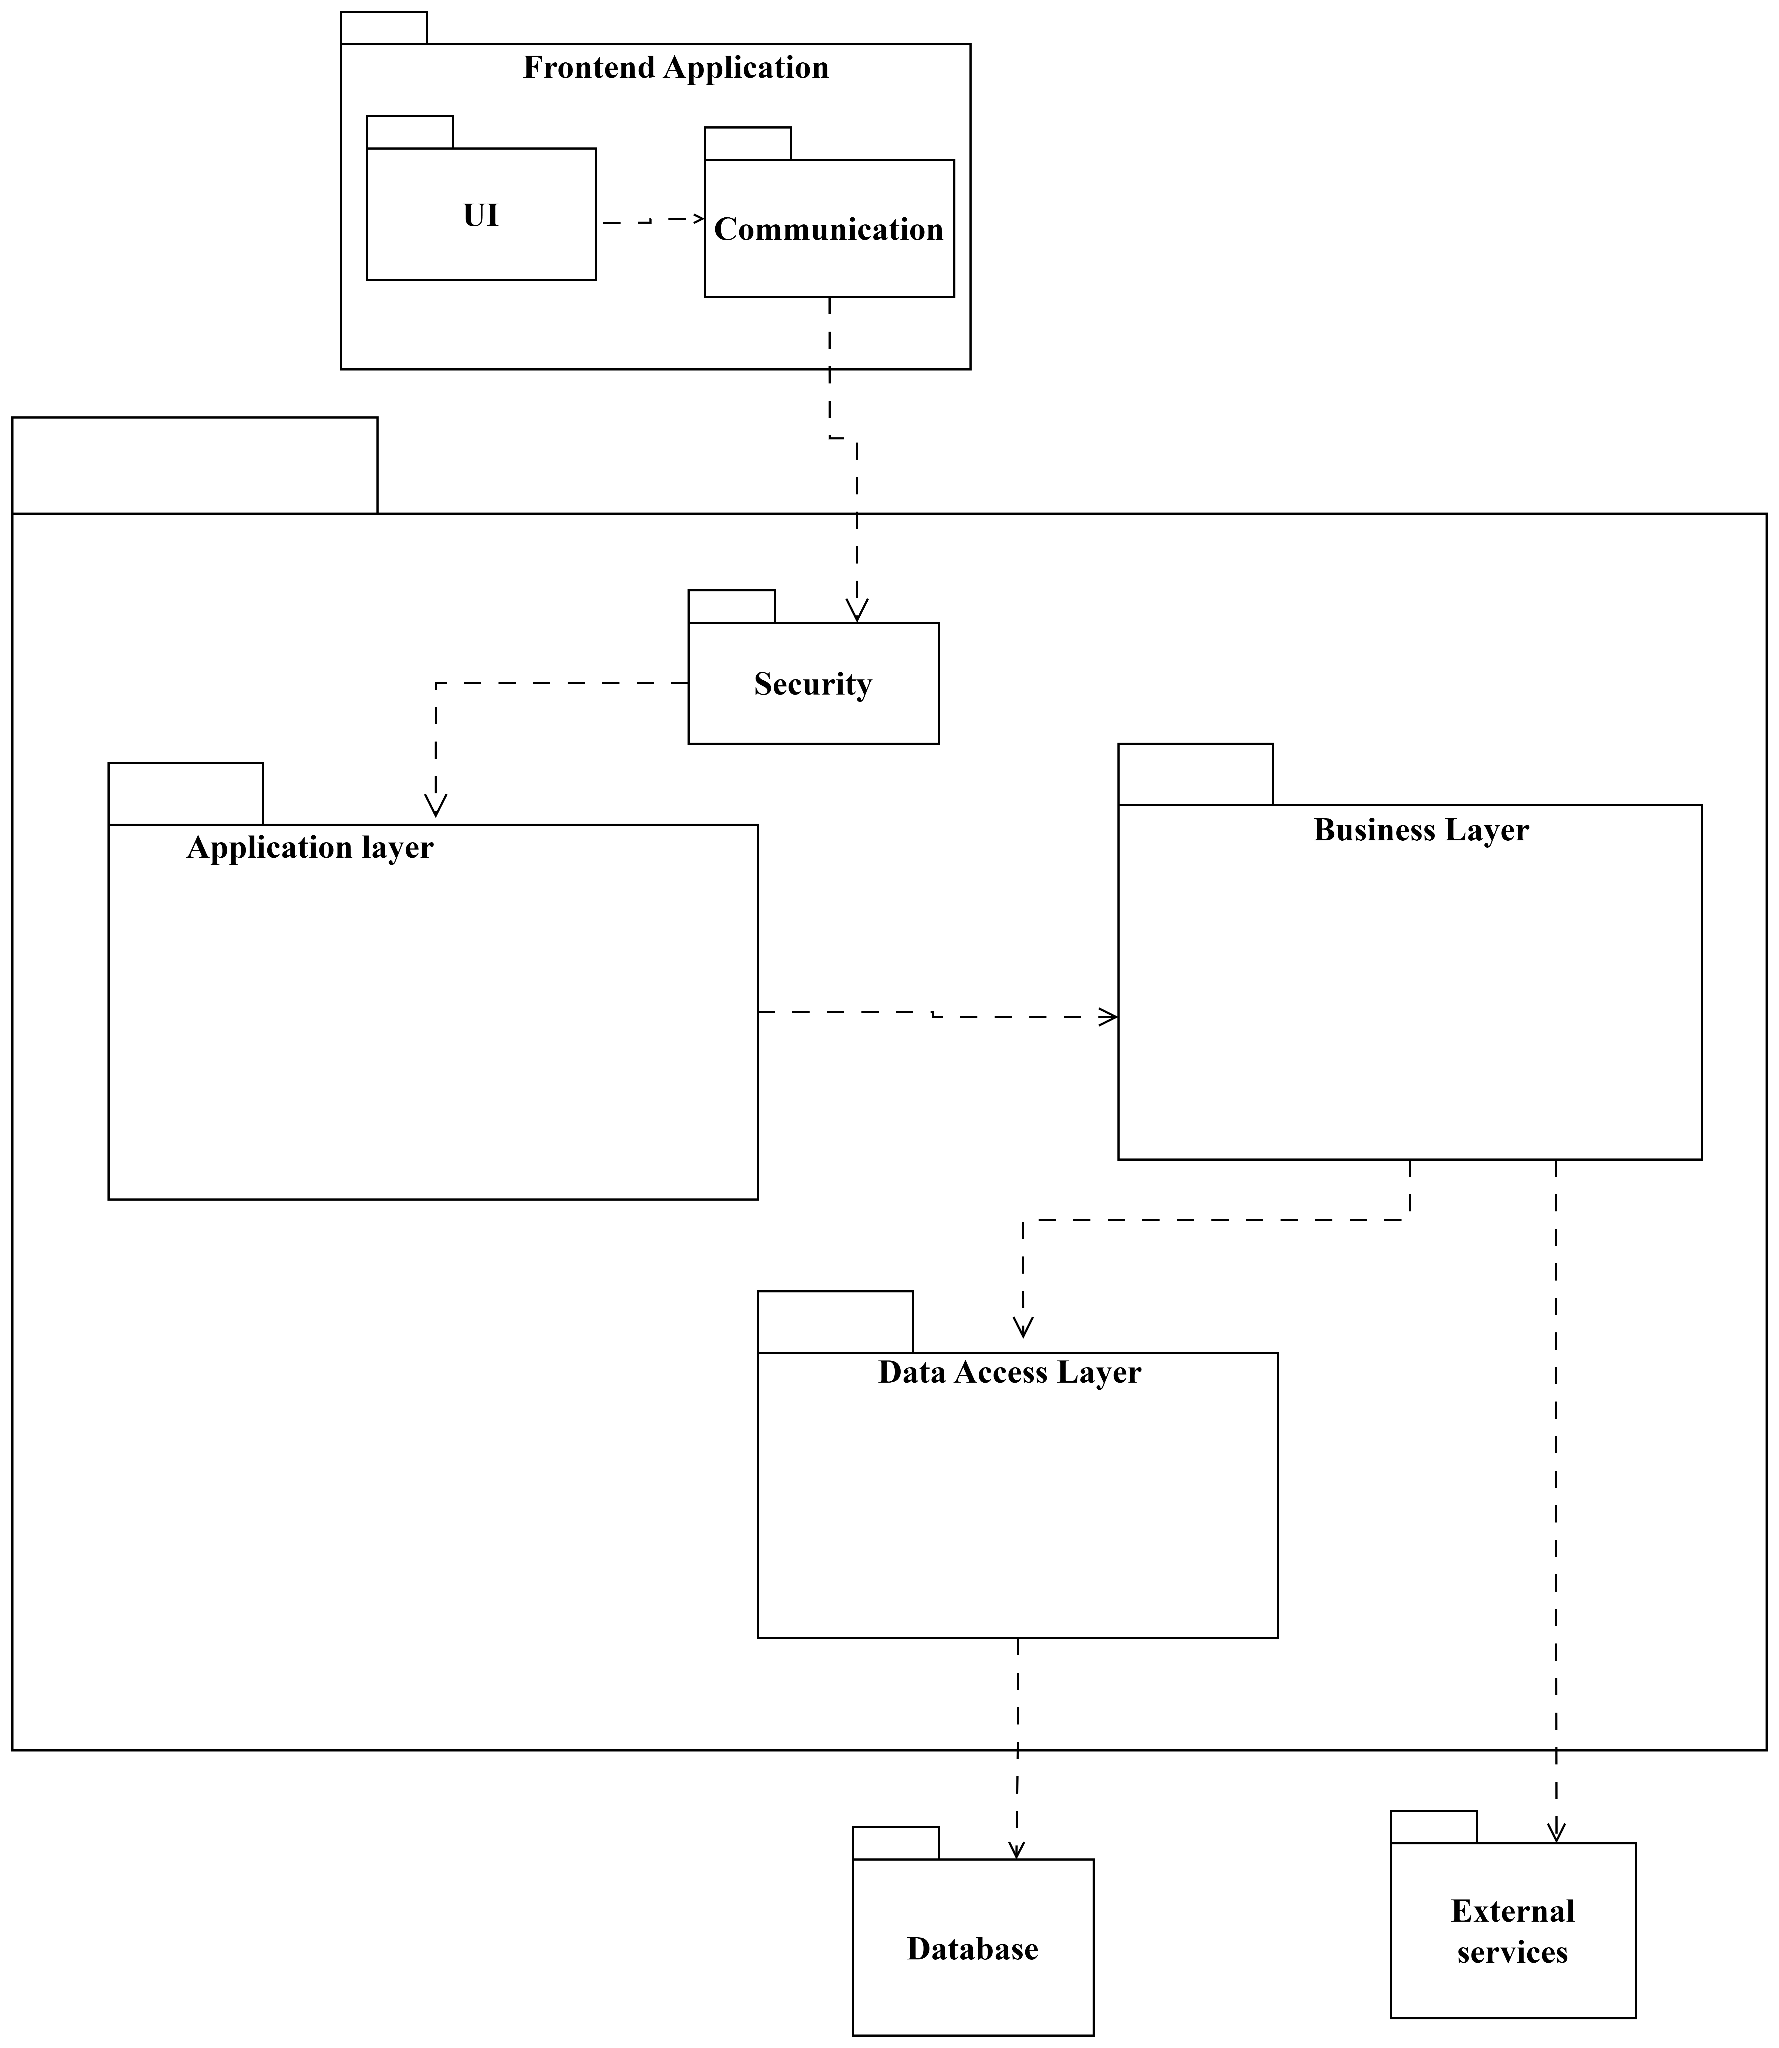 Frontend Application
UI
Communication
Security
Application layer
Business Layer
Data Access Layer
Database
External
services